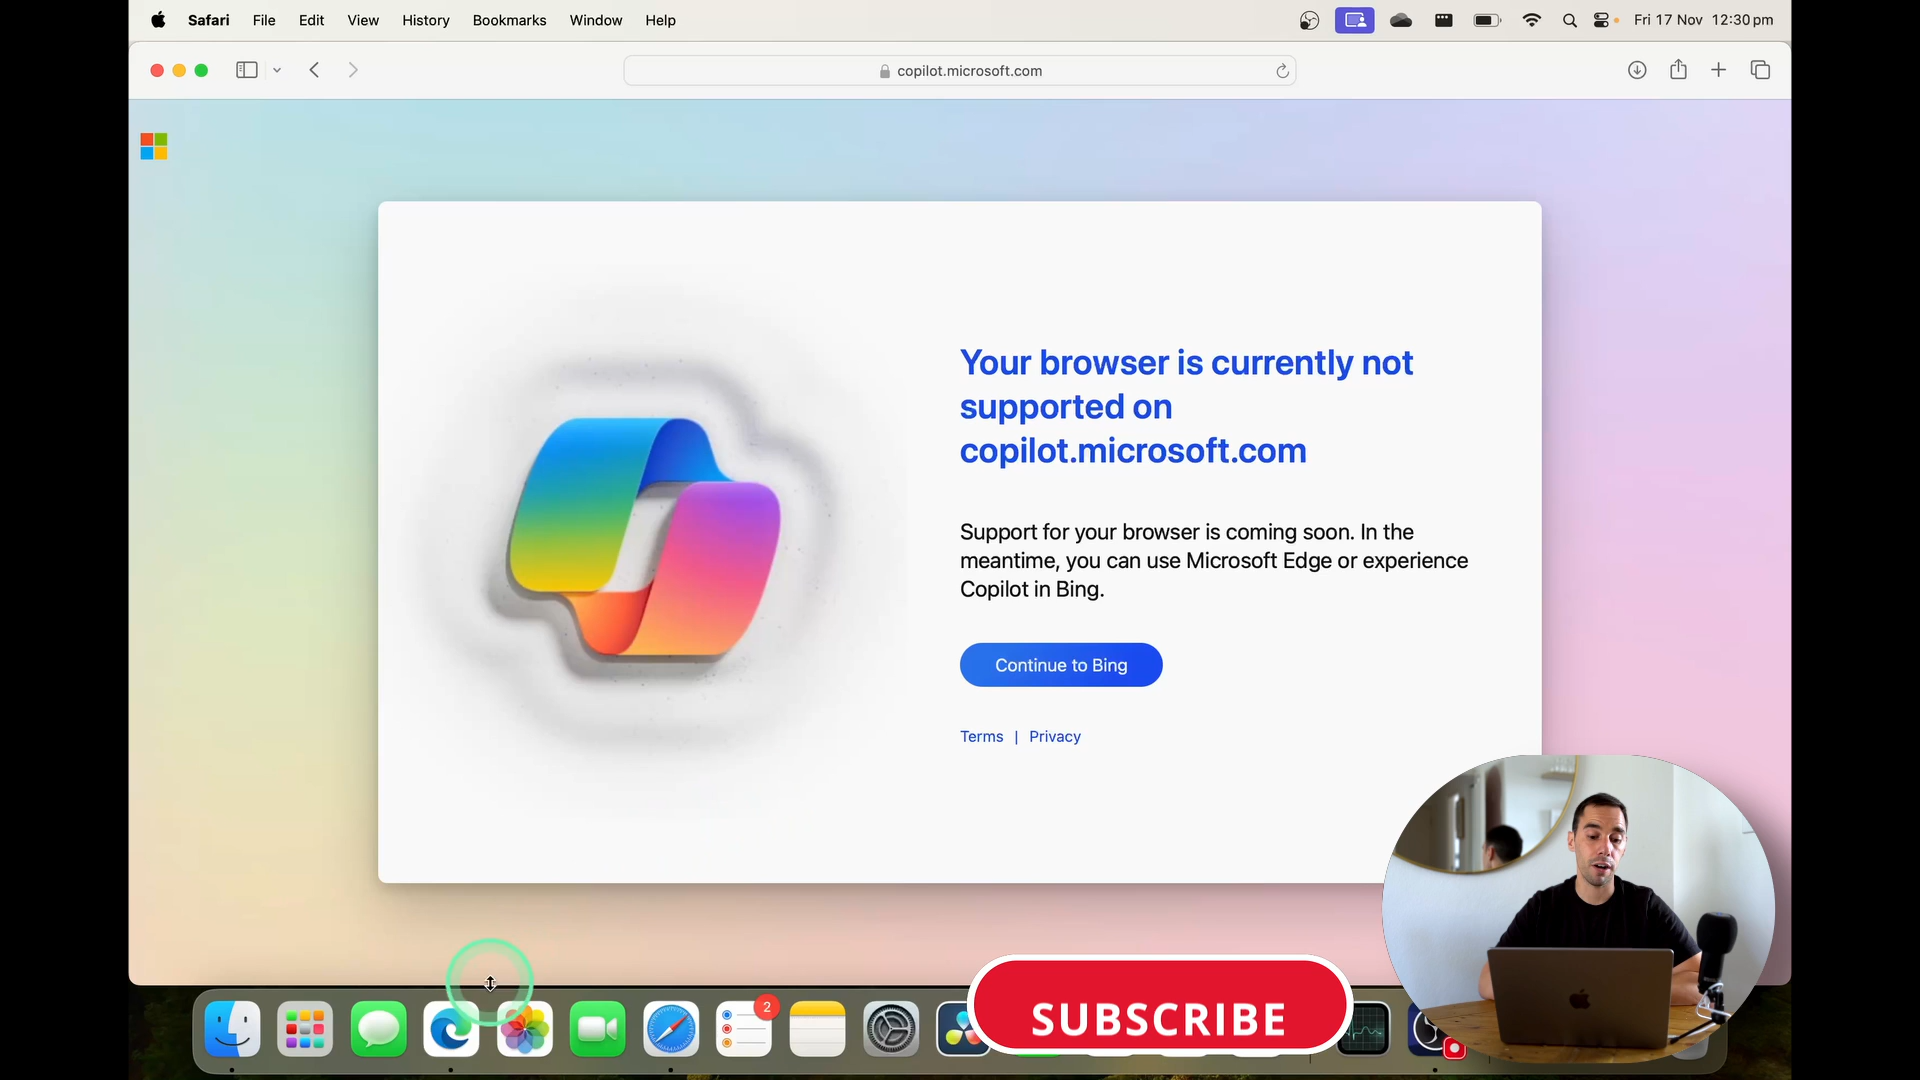 Safari File Edit View History Bookmarks Window Help Fri 17 Nov 12:30 pm
copilot.microsoft.com
Your browser is currently not
supported on
copilot.microsoft.com
Support for your browser is coming soon. In the
meantime, you can use Microsoft Edge or experience
Copilot in Bing.
Continue to Bing
Terms | Privacy
2
SUBSCRIBE